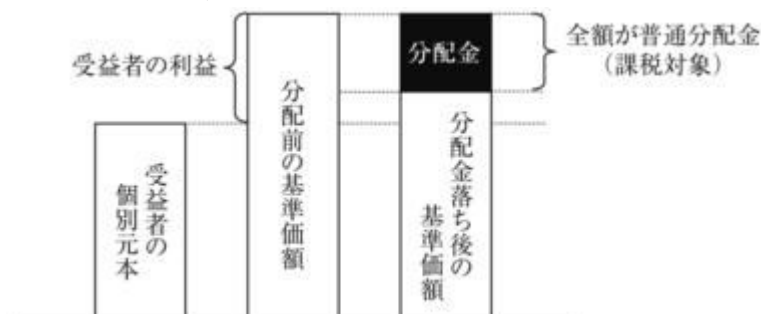 受益者の利益
分配前の基準価額
分配金
全額が普通分配金
（課税対象）
受益者の
個別元本
分配金落ち後の
基準価額